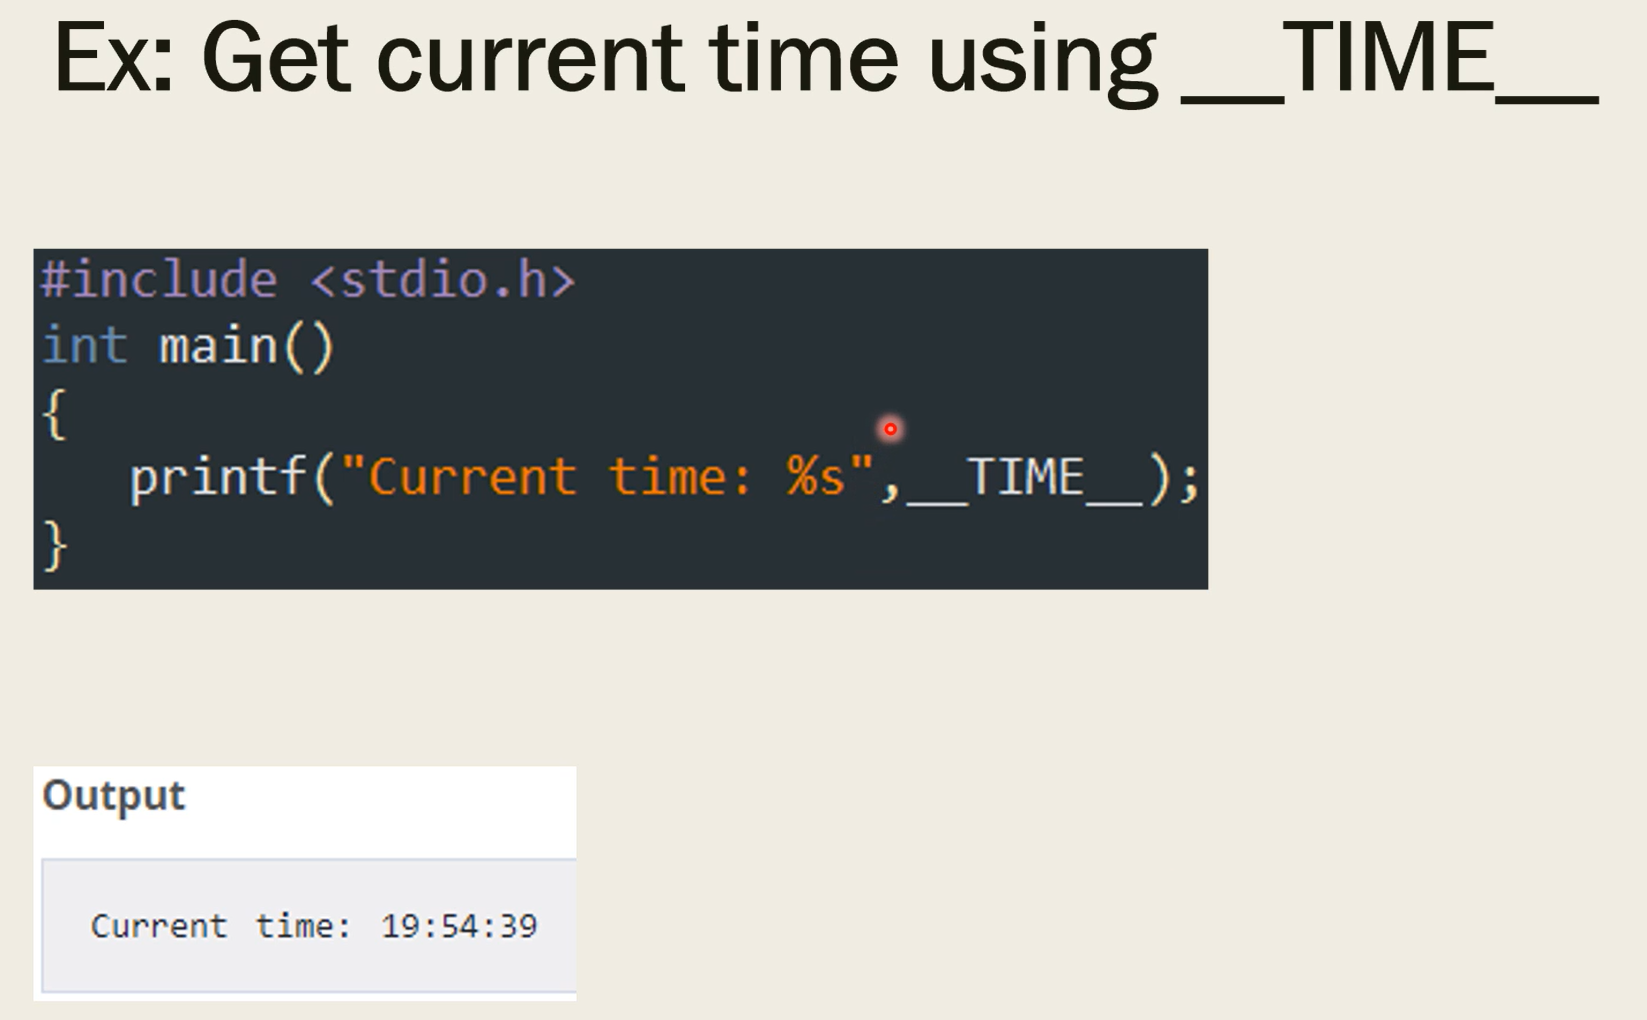 Ex: Get current time using __TIME__
#include <stdio.h>
int main()
{
   printf("Current time: %s",__TIME__);
}
Output
Current time: 19:54:39